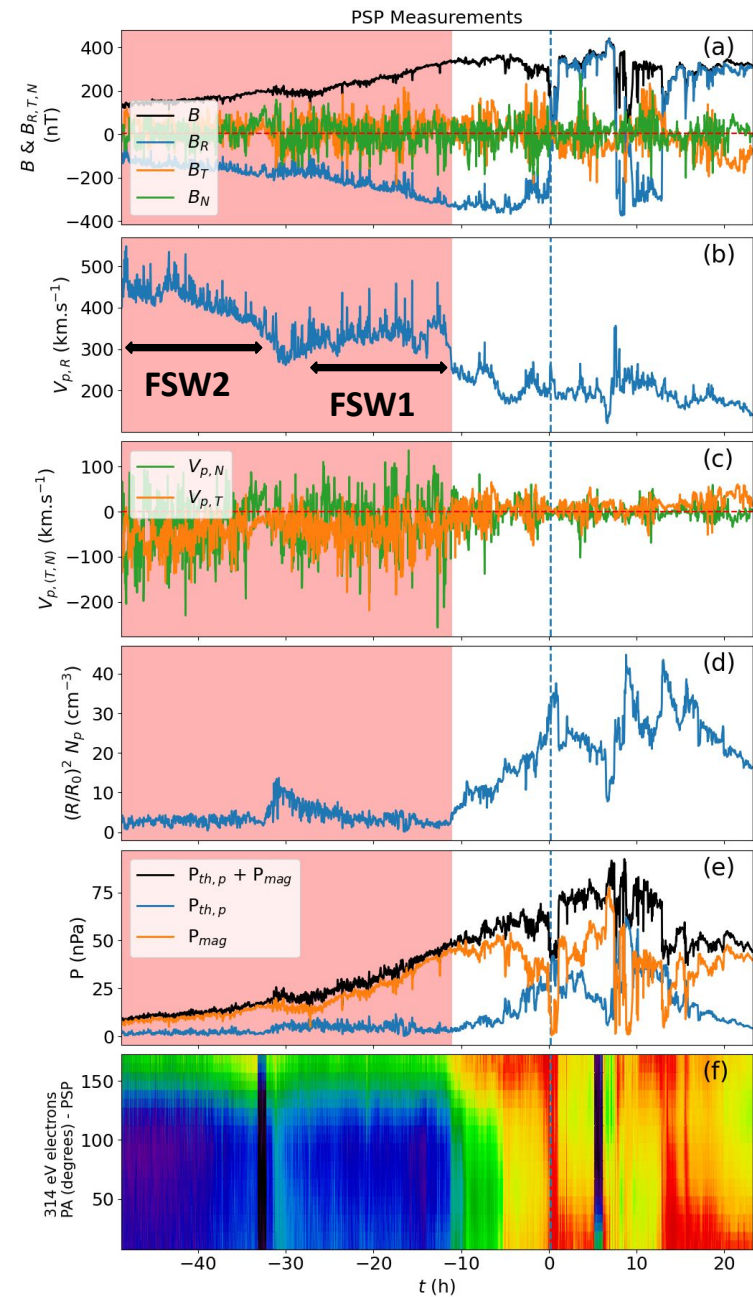 PSP Measurements
(a)
400
200
0
−200
−400
B & B_{R,T,N}
(nT)
B
B_R
B_T
B_N
(b)
500
400
300
200
V_{p,R} (km.s⁻¹)
FSW2
FSW1
(c)
100
0
−100
−200
V_{p,(T,N)} (km.s⁻¹)
V_{p,N}
V_{p,T}
(d)
40
30
20
10
0
(R/R₀)² N_p (cm⁻³)
(e)
75
50
25
0
P (nPa)
P_{th,p} + P_{mag}
P_{th,p}
P_{mag}
(f)
150
100
50
314 eV electrons
PA (degrees) - PSP
−40 −30 −20 −10 0 10 20
t (h)